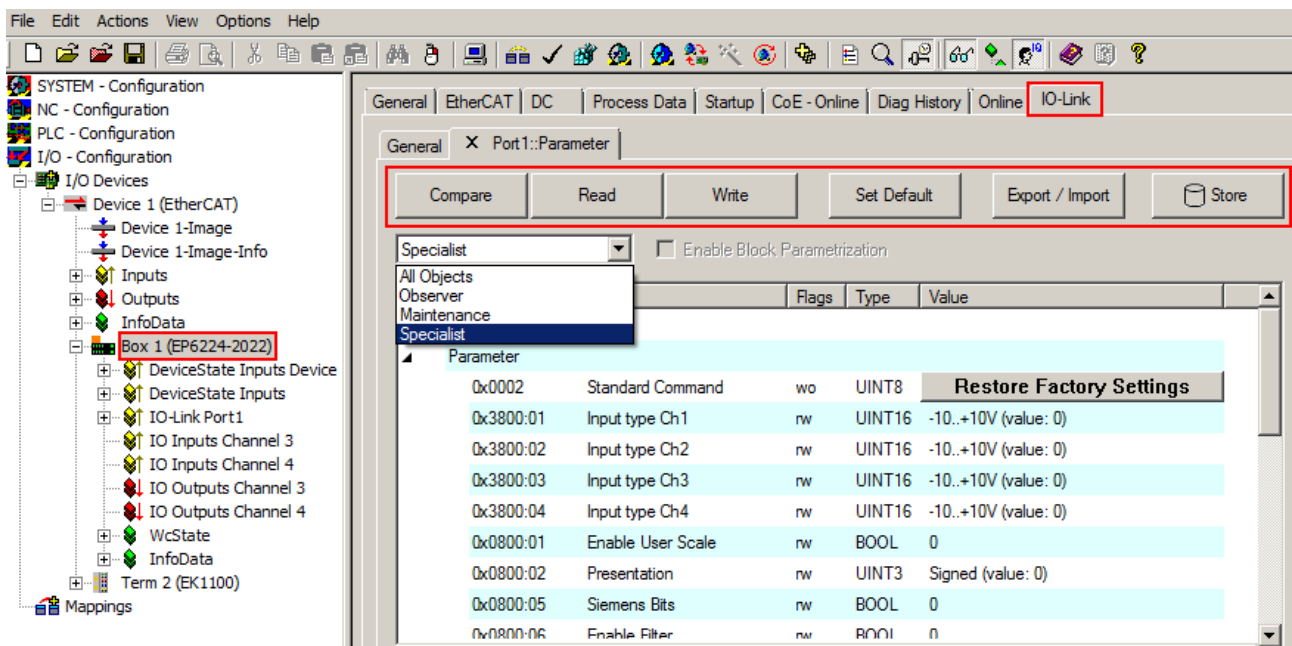 File Edit Actions View Options Help
SYSTEM - Configuration
NC - Configuration
PLC - Configuration
I/O - Configuration
I/O Devices
Device 1 (EtherCAT)
Device 1-Image
Device 1-Image-Info
Inputs
Outputs
InfoData
Box 1 (EP6224-2022)
DeviceState Inputs Device
DeviceState Inputs
IO-Link Port1
IO Inputs Channel 3
IO Inputs Channel 4
IO Outputs Channel 3
IO Outputs Channel 4
WcState
InfoData
Term 2 (EK1100)
Mappings
General EtherCAT DC Process Data Startup CoE - Online Diag History Online IO-Link
General X Port1::Parameter
Compare Read Write Set Default Export / Import Store
Specialist Enable Block Parametrization
All Objects
Observer
Maintenance
Specialist
Flags Type Value
Parameter
0x0002 Standard Command wo UINT8 Restore Factory Settings
0x3800:01 Input type Ch1 rw UINT16 -10..+10V (value: 0)
0x3800:02 Input type Ch2 rw UINT16 -10..+10V (value: 0)
0x3800:03 Input type Ch3 rw UINT16 -10..+10V (value: 0)
0x3800:04 Input type Ch4 rw UINT16 -10..+10V (value: 0)
0x0800:01 Enable User Scale rw BOOL 0
0x0800:02 Presentation rw UINT3 Signed (value: 0)
0x0800:05 Siemens Bits rw BOOL 0
0x0800:06 Enable Filter rw BOOL 0